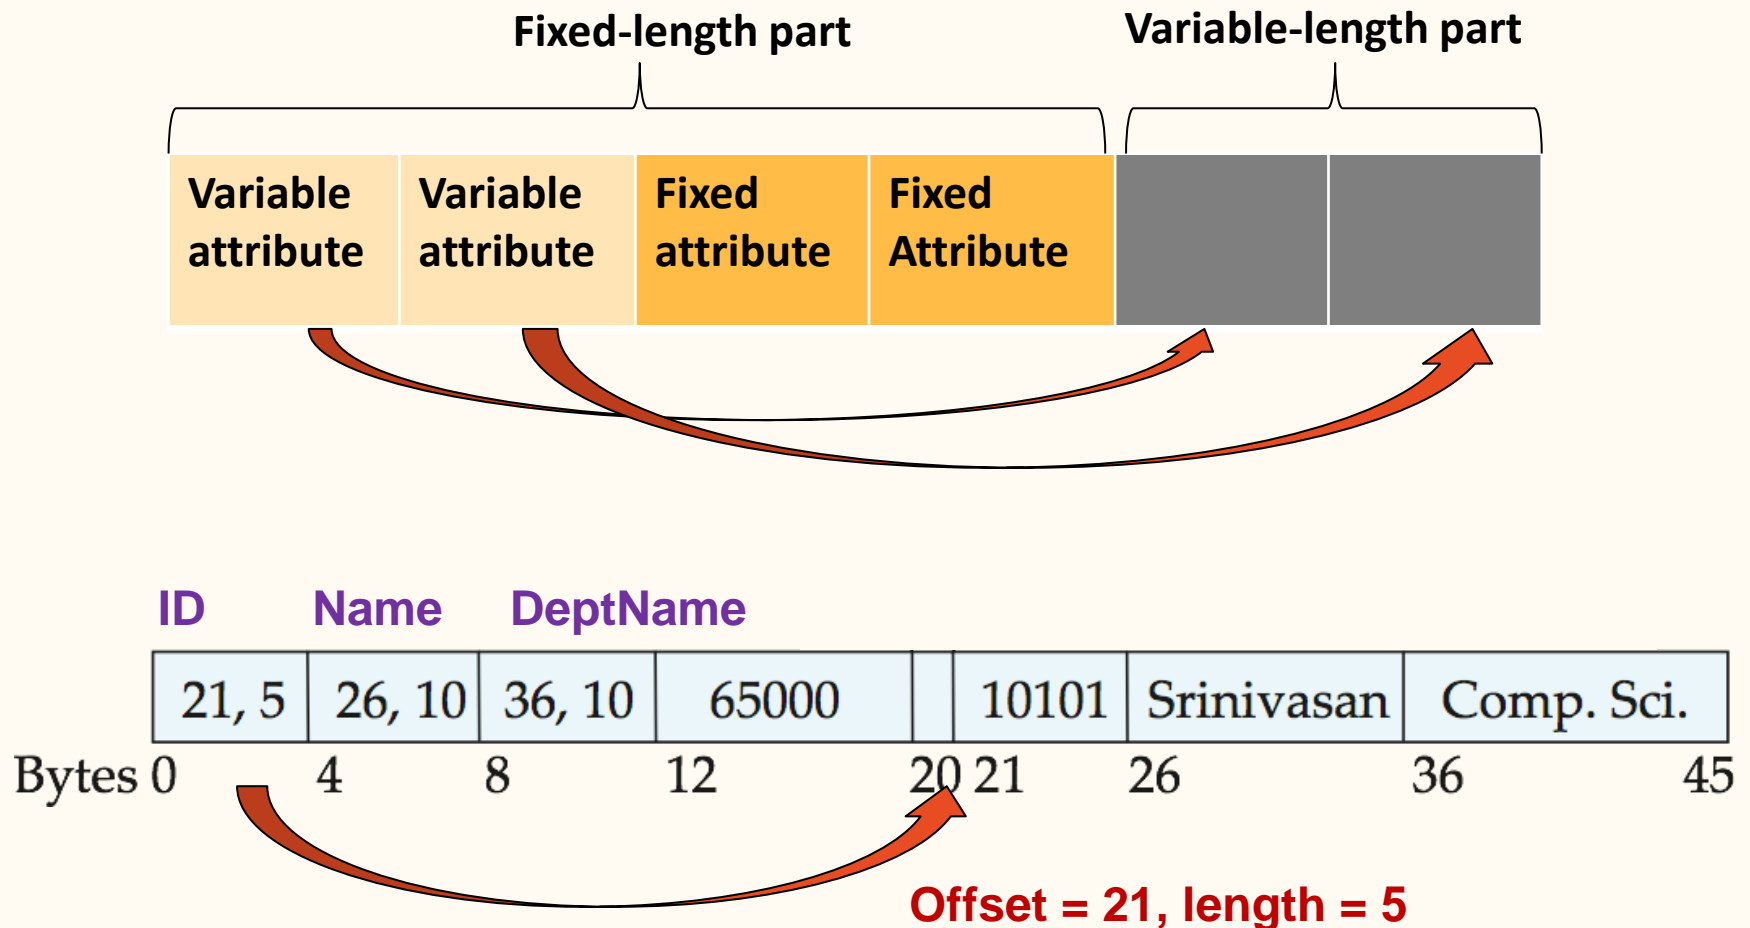 Fixed-length part Variable-length part
Variable attribute
Variable attribute
Fixed attribute
Fixed Attribute
ID Name DeptName
21, 5 26, 10 36, 10 65000 10101 Srinivasan Comp. Sci.
Bytes 0 4 8 12 20 21 26 36 45
Offset = 21, length = 5